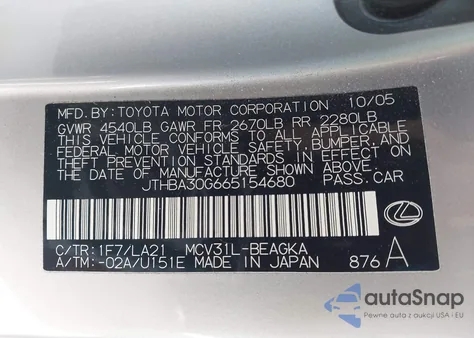 MFD. BY: TOYOTA MOTOR CORPORATION 10/05
GVWR 4540LB GAWR FR-2670LB RR 2280LB
THIS VEHICLE CONFORMS TO ALL APPLICABLE
FEDERAL MOTOR VEHICLE SAFETY, BUMPER, AND
THEFT PREVENTION STANDARDS IN EFFECT ON
THE DATE OF MANUFACTURE SHOWN ABOVE.
JTHBA30G665154680 PASS. CAR
C/TR: 1F7/LA21 MCV31L-BEAGKA
A/TM: -02A/U151E MADE IN JAPAN 876 A
autoSnap
Pewne auta z aukcji USA - EU